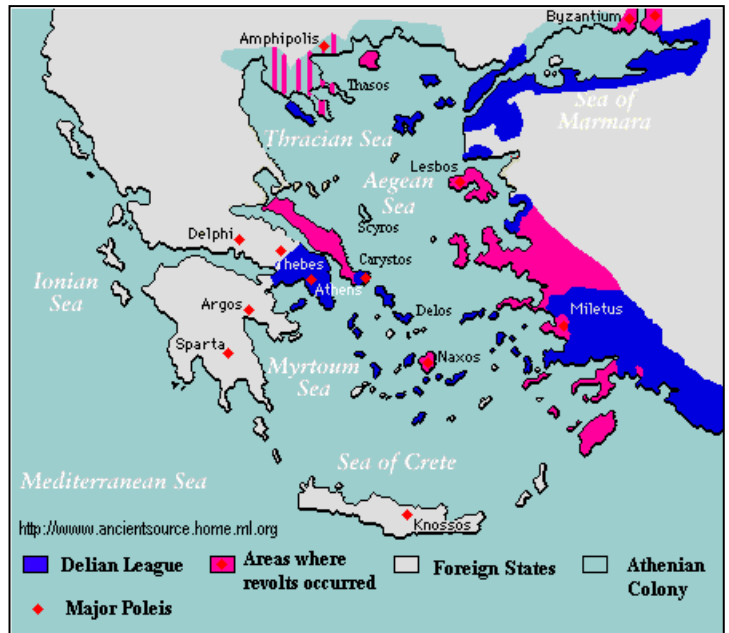 Byzantium
Amphipolis
Thasos
Sea of
Marmara
Thracian Sea
Lesbos
Aegean
Sea
Scyros
Delphi
Carystos
Thebes
Athens
Ionian
Sea
Argos
Delos
Miletus
Sparta
Myrtoum
Sea
Naxos
Sea of Crete
Mediterranean Sea
Knossos
http://www.ancientsource.home.ml.org
Delian League
Areas where
revolts occurred
Foreign States
Athenian
Colony
Major Poleis